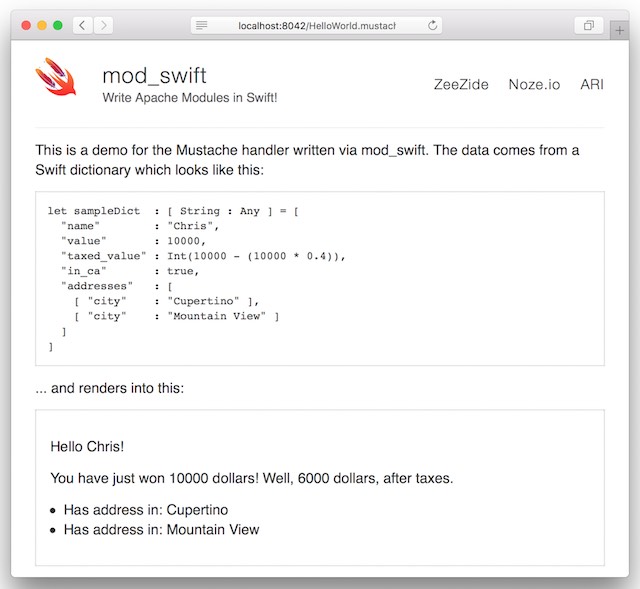 localhost:8042/HelloWorld.mustach
mod_swift
Write Apache Modules in Swift!
ZeeZide Noze.io ARI
This is a demo for the Mustache handler written via mod_swift. The data comes from a
Swift dictionary which looks like this:
let sampleDict  : [ String : Any ] = [
  "name"        : "Chris",
  "value"       : 10000,
  "taxed_value" : Int(10000 - (10000 * 0.4)),
  "in_ca"       : true,
  "addresses"   : [
    [ "city"    : "Cupertino" ],
    [ "city"    : "Mountain View" ]
  ]
]
... and renders into this:
Hello Chris!
You have just won 10000 dollars! Well, 6000 dollars, after taxes.
• Has address in: Cupertino
• Has address in: Mountain View